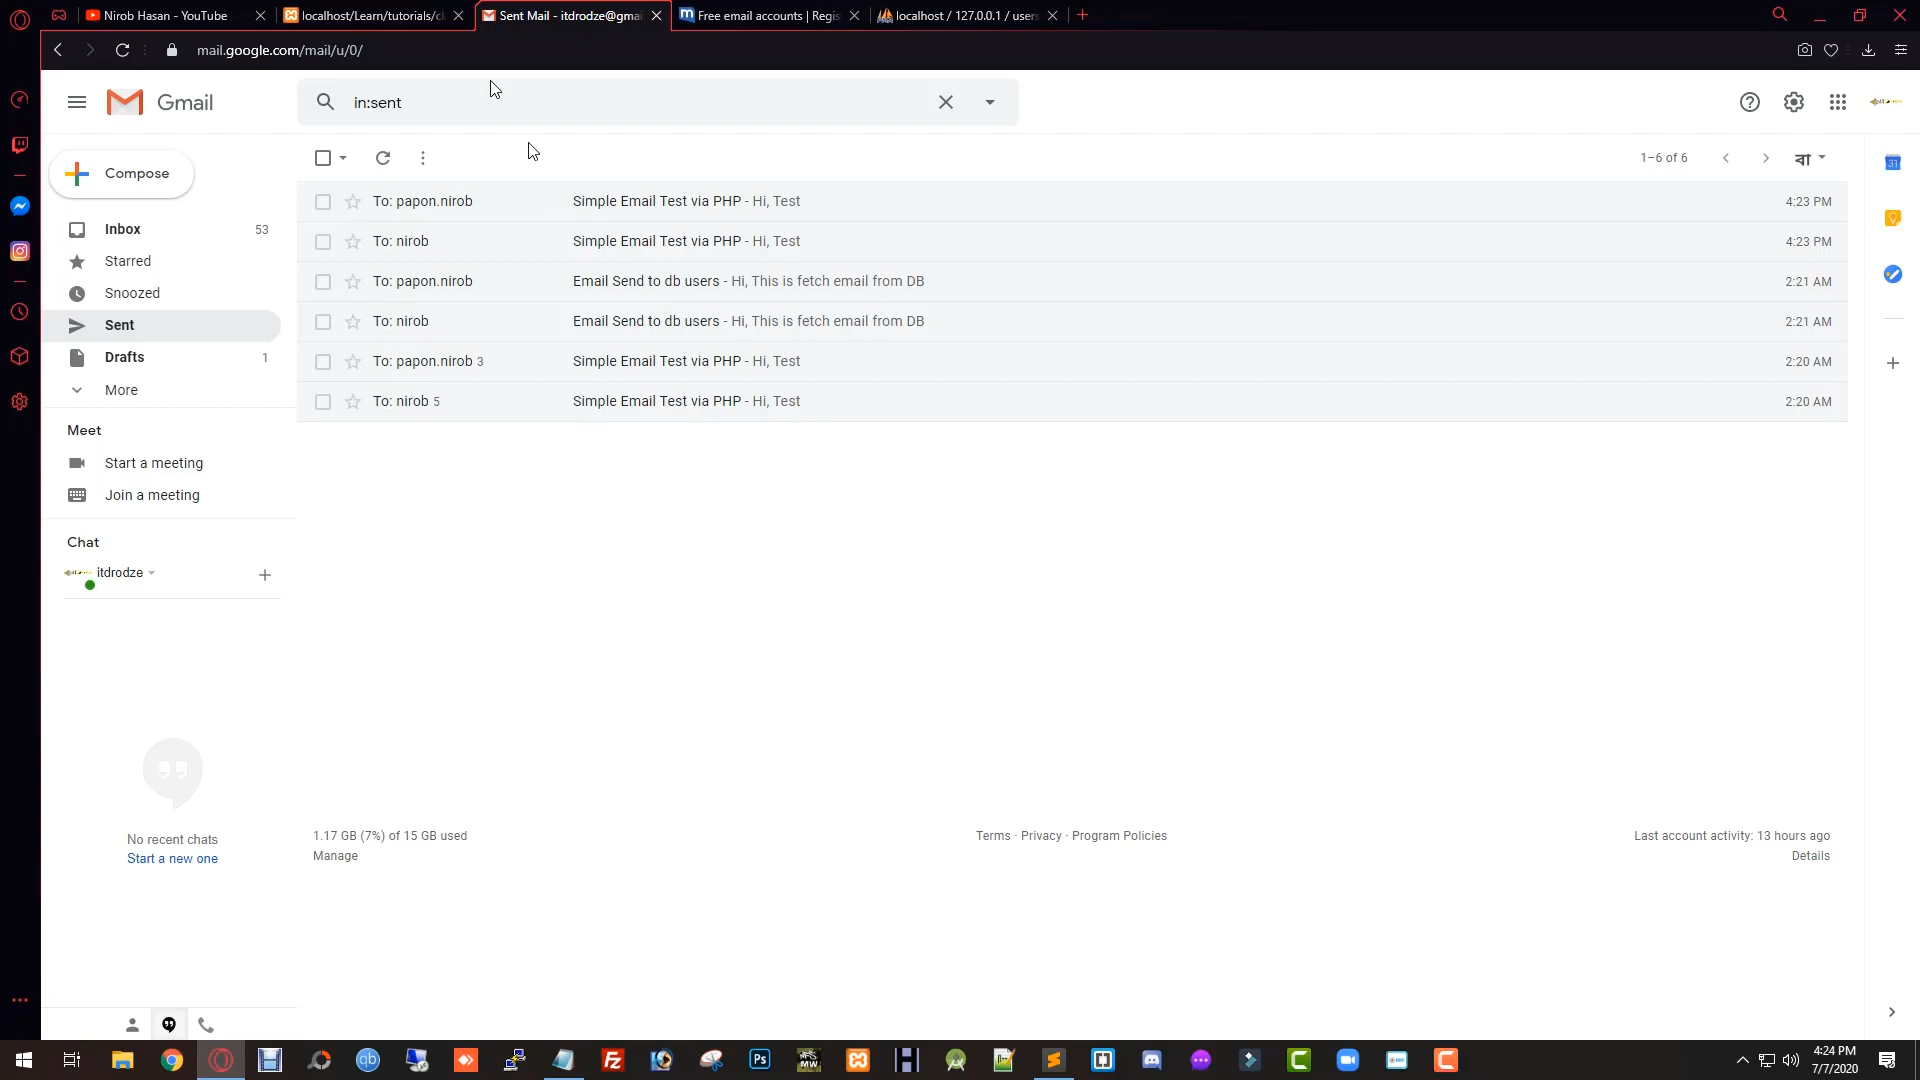 Nirob Hasan - YouTube
localhost/Learn/tutorials/cl
Sent Mail - itdrodze@gmai
Free email accounts | Regis
localhost / 127.0.0.1 / users
mail.google.com/mail/u/0/
Gmail
in:sent
Compose
1–6 of 6
বা
31
Inbox 53
Starred
Snoozed
Sent
Drafts 1
More
To: papon.nirob Simple Email Test via PHP - Hi, Test 4:23 PM
To: nirob Simple Email Test via PHP - Hi, Test 4:23 PM
To: papon.nirob Email Send to db users - Hi, This is fetch email from DB 2:21 AM
To: nirob Email Send to db users - Hi, This is fetch email from DB 2:21 AM
To: papon.nirob 3 Simple Email Test via PHP - Hi, Test 2:20 AM
To: nirob 5 Simple Email Test via PHP - Hi, Test 2:20 AM
Meet
Start a meeting
Join a meeting
Chat
itdrodze
No recent chats
Start a new one
1.17 GB (7%) of 15 GB used
Manage
Terms · Privacy · Program Policies
Last account activity: 13 hours ago
Details
qb
Fz
Ps
MW
4:24 PM
7/7/2020